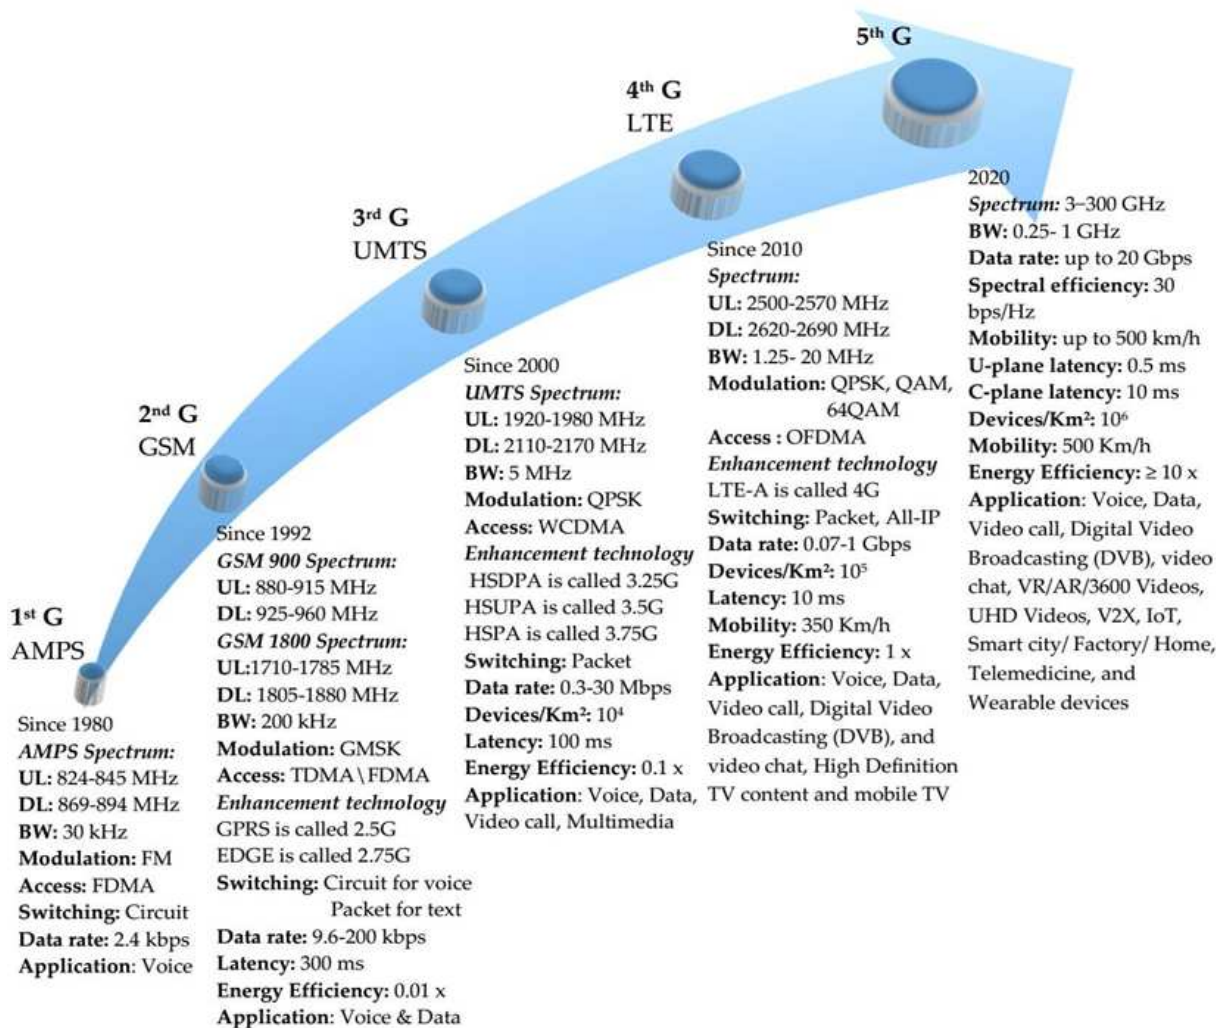 1ˢᵗ G
AMPS
Since 1980
AMPS Spectrum:
UL: 824-845 MHz
DL: 869-894 MHz
BW: 30 kHz
Modulation: FM
Access: FDMA
Switching: Circuit
Data rate: 2.4 kbps
Application: Voice
2ⁿᵈ G
GSM
Since 1992
GSM 900 Spectrum:
UL: 880-915 MHz
DL: 925-960 MHz
GSM 1800 Spectrum:
UL:1710-1785 MHz
DL: 1805-1880 MHz
BW: 200 kHz
Modulation: GMSK
Access: TDMA\FDMA
Enhancement technology
GPRS is called 2.5G
EDGE is called 2.75G
Switching: Circuit for voice
Packet for text
Data rate: 9.6-200 kbps
Latency: 300 ms
Energy Efficiency: 0.01 x
Application: Voice & Data
3ʳᵈ G
UMTS
Since 2000
UMTS Spectrum:
UL: 1920-1980 MHz
DL: 2110-2170 MHz
BW: 5 MHz
Modulation: QPSK
Access: WCDMA
Enhancement technology
HSDPA is called 3.25G
HSUPA is called 3.5G
HSPA is called 3.75G
Switching: Packet
Data rate: 0.3-30 Mbps
Devices/Km²: 10⁴
Latency: 100 ms
Energy Efficiency: 0.1 x
Application: Voice, Data,
Video call, Multimedia
4ᵗʰ G
LTE
Since 2010
Spectrum:
UL: 2500-2570 MHz
DL: 2620-2690 MHz
BW: 1.25- 20 MHz
Modulation: QPSK, QAM,
64QAM
Access : OFDMA
Enhancement technology
LTE-A is called 4G
Switching: Packet, All-IP
Data rate: 0.07-1 Gbps
Devices/Km²: 10⁵
Latency: 10 ms
Mobility: 350 Km/h
Energy Efficiency: 1 x
Application: Voice, Data,
Video call, Digital Video
Broadcasting (DVB), and
video chat, High Definition
TV content and mobile TV
5ᵗʰ G
2020
Spectrum: 3–300 GHz
BW: 0.25- 1 GHz
Data rate: up to 20 Gbps
Spectral efficiency: 30
bps/Hz
Mobility: up to 500 km/h
U-plane latency: 0.5 ms
C-plane latency: 10 ms
Devices/Km²: 10⁶
Mobility: 500 Km/h
Energy Efficiency: ≥ 10 x
Application: Voice, Data,
Video call, Digital Video
Broadcasting (DVB), video
chat, VR/AR/3600 Videos,
UHD Videos, V2X, IoT,
Smart city/ Factory/ Home,
Telemedicine, and
Wearable devices